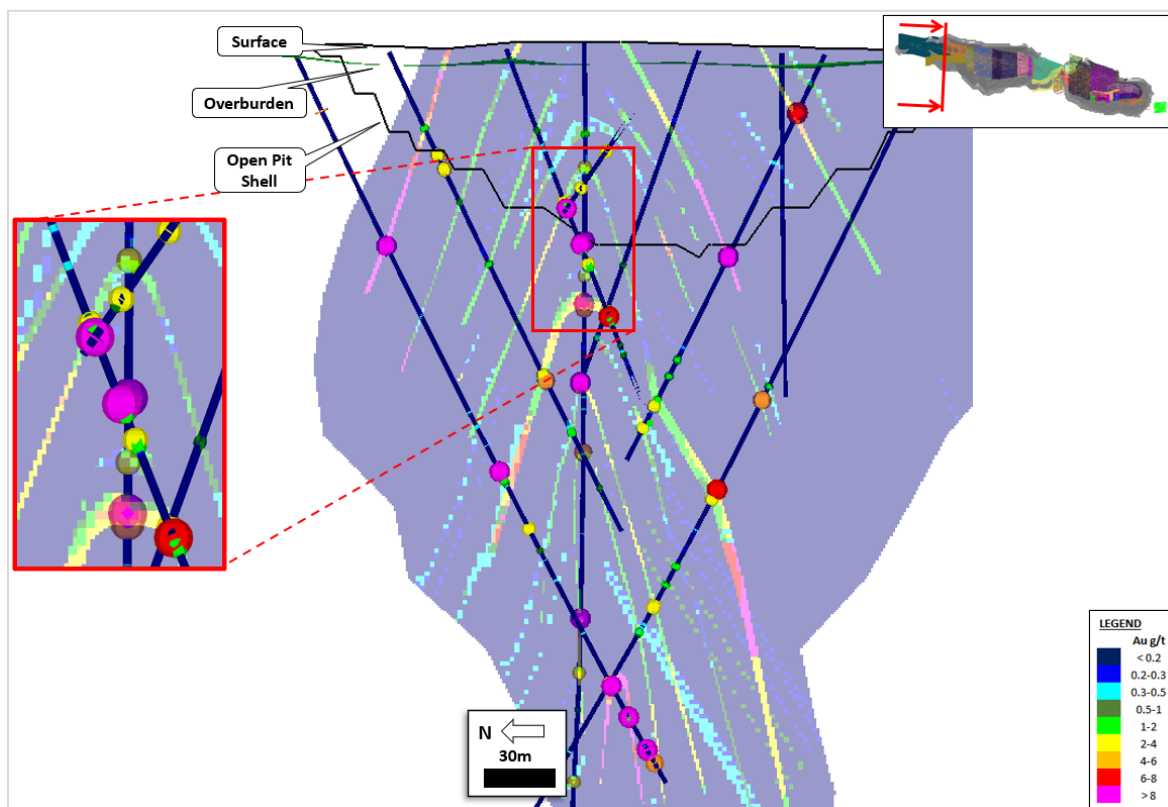 Surface
Overburden
Open Pit
Shell
N
30m
LEGEND
Au g/t
< 0.2
0.2-0.3
0.3-0.5
0.5-1
1-2
2-4
4-6
6-8
> 8